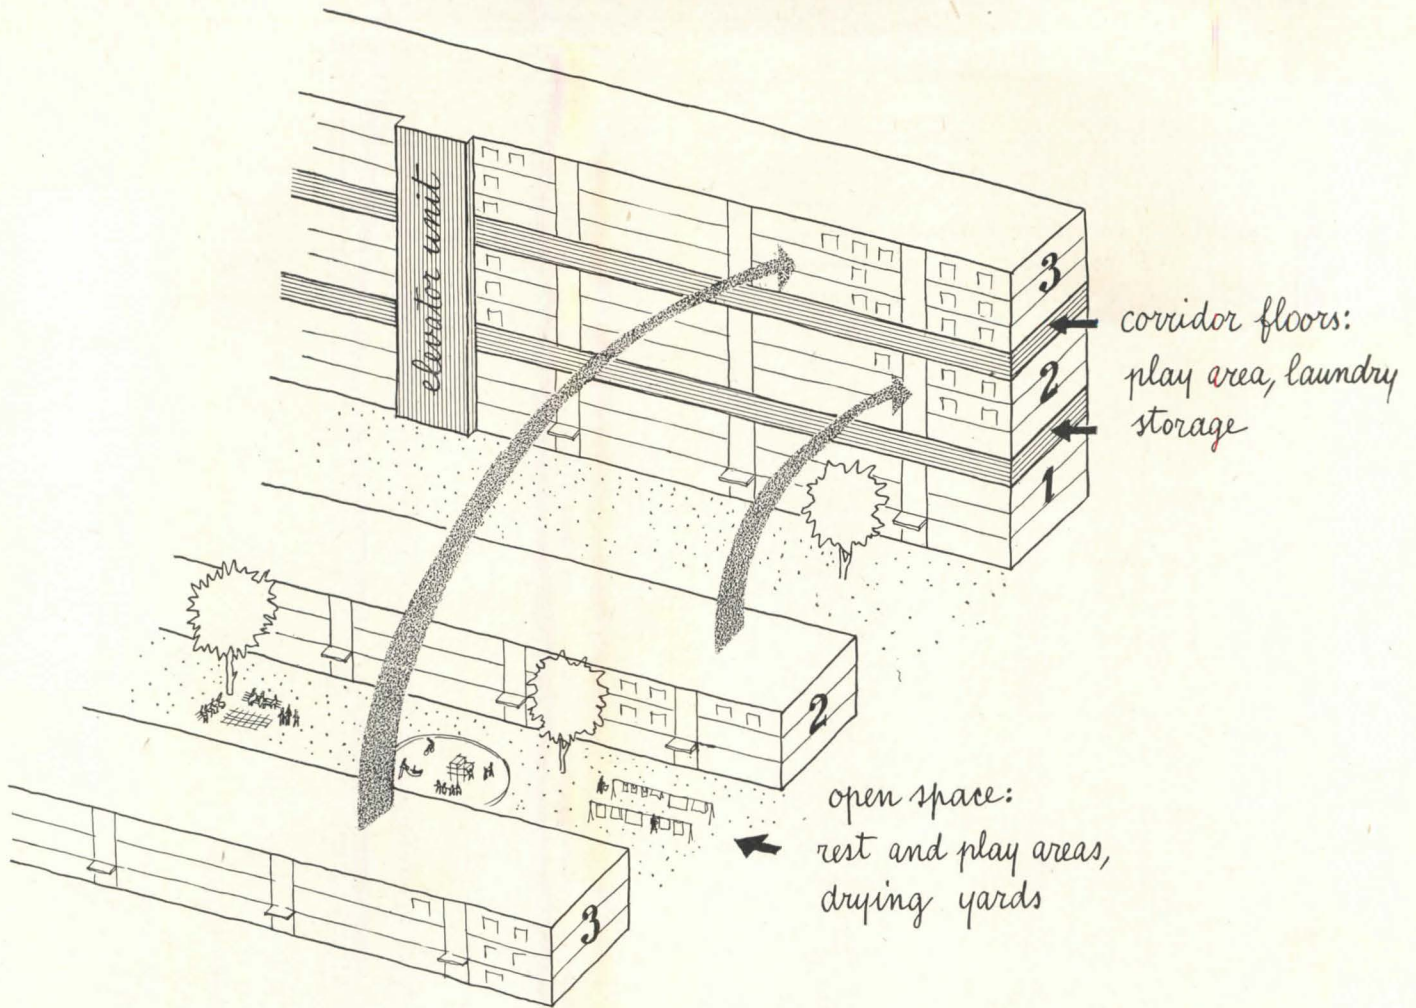 elevator unit
3
corridor floors:
2
play area, laundry
storage
1
2
open space:
rest and play areas,
drying yards
3